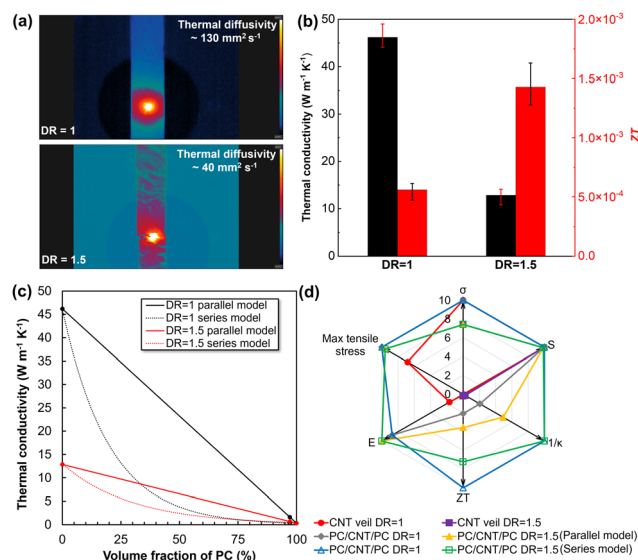 (a)
Thermal diffusivity
~ 130 mm² s⁻¹
DR = 1
Thermal diffusivity
~ 40 mm² s⁻¹
DR = 1.5
(b)
Thermal conductivity (W m⁻¹ K⁻¹)
50
40
30
20
10
0
DR=1
DR=1.5
2.0×10⁻³
1.5×10⁻³
1.0×10⁻³
5.0×10⁻⁴
0.0
ZT
(c)
Thermal conductivity (W m⁻¹ K⁻¹)
50
45
40
35
30
25
20
15
10
5
0
DR=1 parallel model
DR=1 series model
DR=1.5 parallel model
DR=1.5 series model
0
20
40
60
80
100
Volume fraction of PC (%)
(d)
σ
10
8
6
4
2
0
Max tensile
stress
S
E
1/κ
ZT
CNT veil DR=1
CNT veil DR=1.5
PC/CNT/PC DR=1
PC/CNT/PC DR=1.5(Parallel model)
PC/CNT/PC DR=1
PC/CNT/PC DR=1.5(Series model)